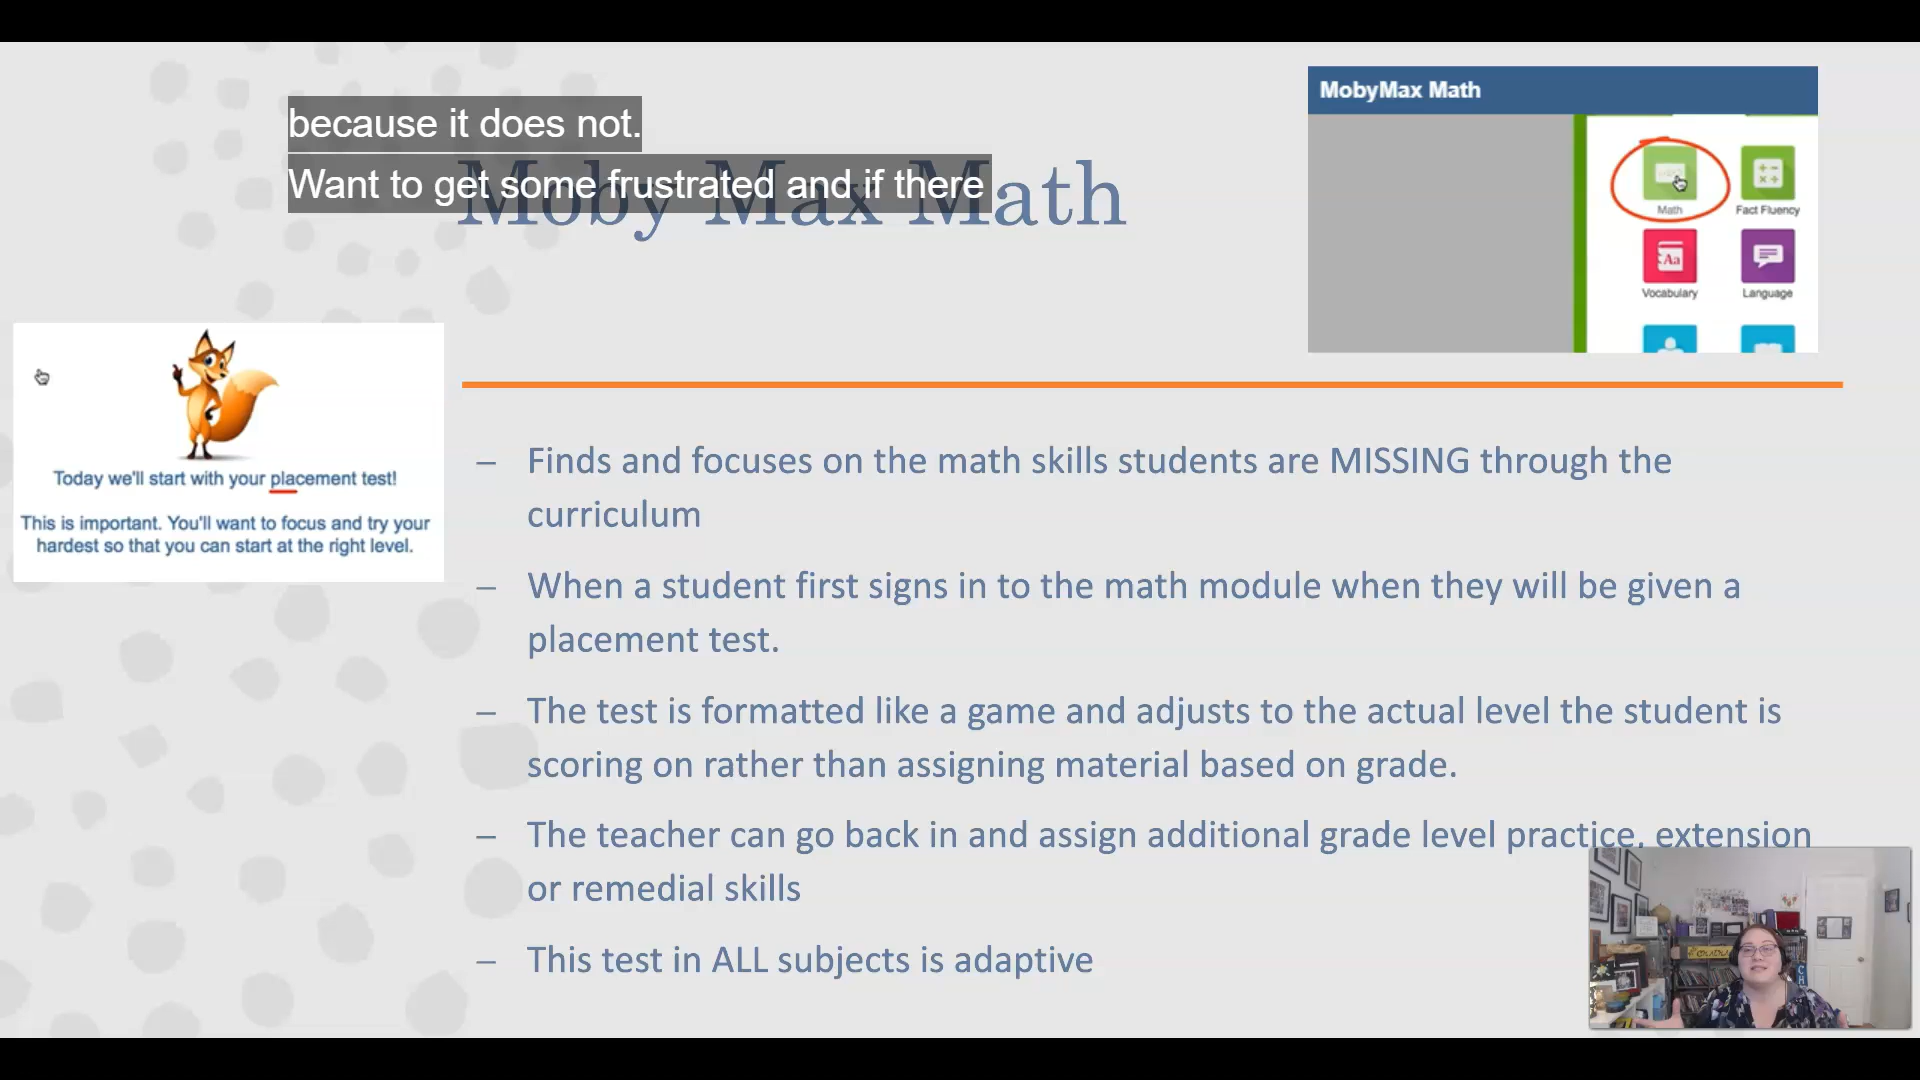 because it does not.
Want to get some frustrated and if there
Moby Max Math
MobyMax Math
Math
Fact Fluency
Aa
Vocabulary
Language
Today we'll start with your placement test!
This is important. You'll want to focus and try your
hardest so that you can start at the right level.
– Finds and focuses on the math skills students are MISSING through the
curriculum
– When a student first signs in to the math module when they will be given a
placement test.
– The test is formatted like a game and adjusts to the actual level the student is
scoring on rather than assigning material based on grade.
– The teacher can go back in and assign additional grade level practice, extension
or remedial skills
– This test in ALL subjects is adaptive